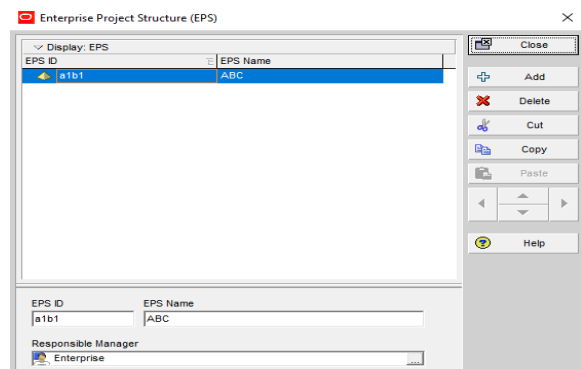 Enterprise Project Structure (EPS)
Display: EPS
EPS ID EPS Name
a1b1 ABC
Close
Add
Delete
Cut
Copy
Paste
Help
EPS ID EPS Name
a1b1 ABC
Responsible Manager
Enterprise ...